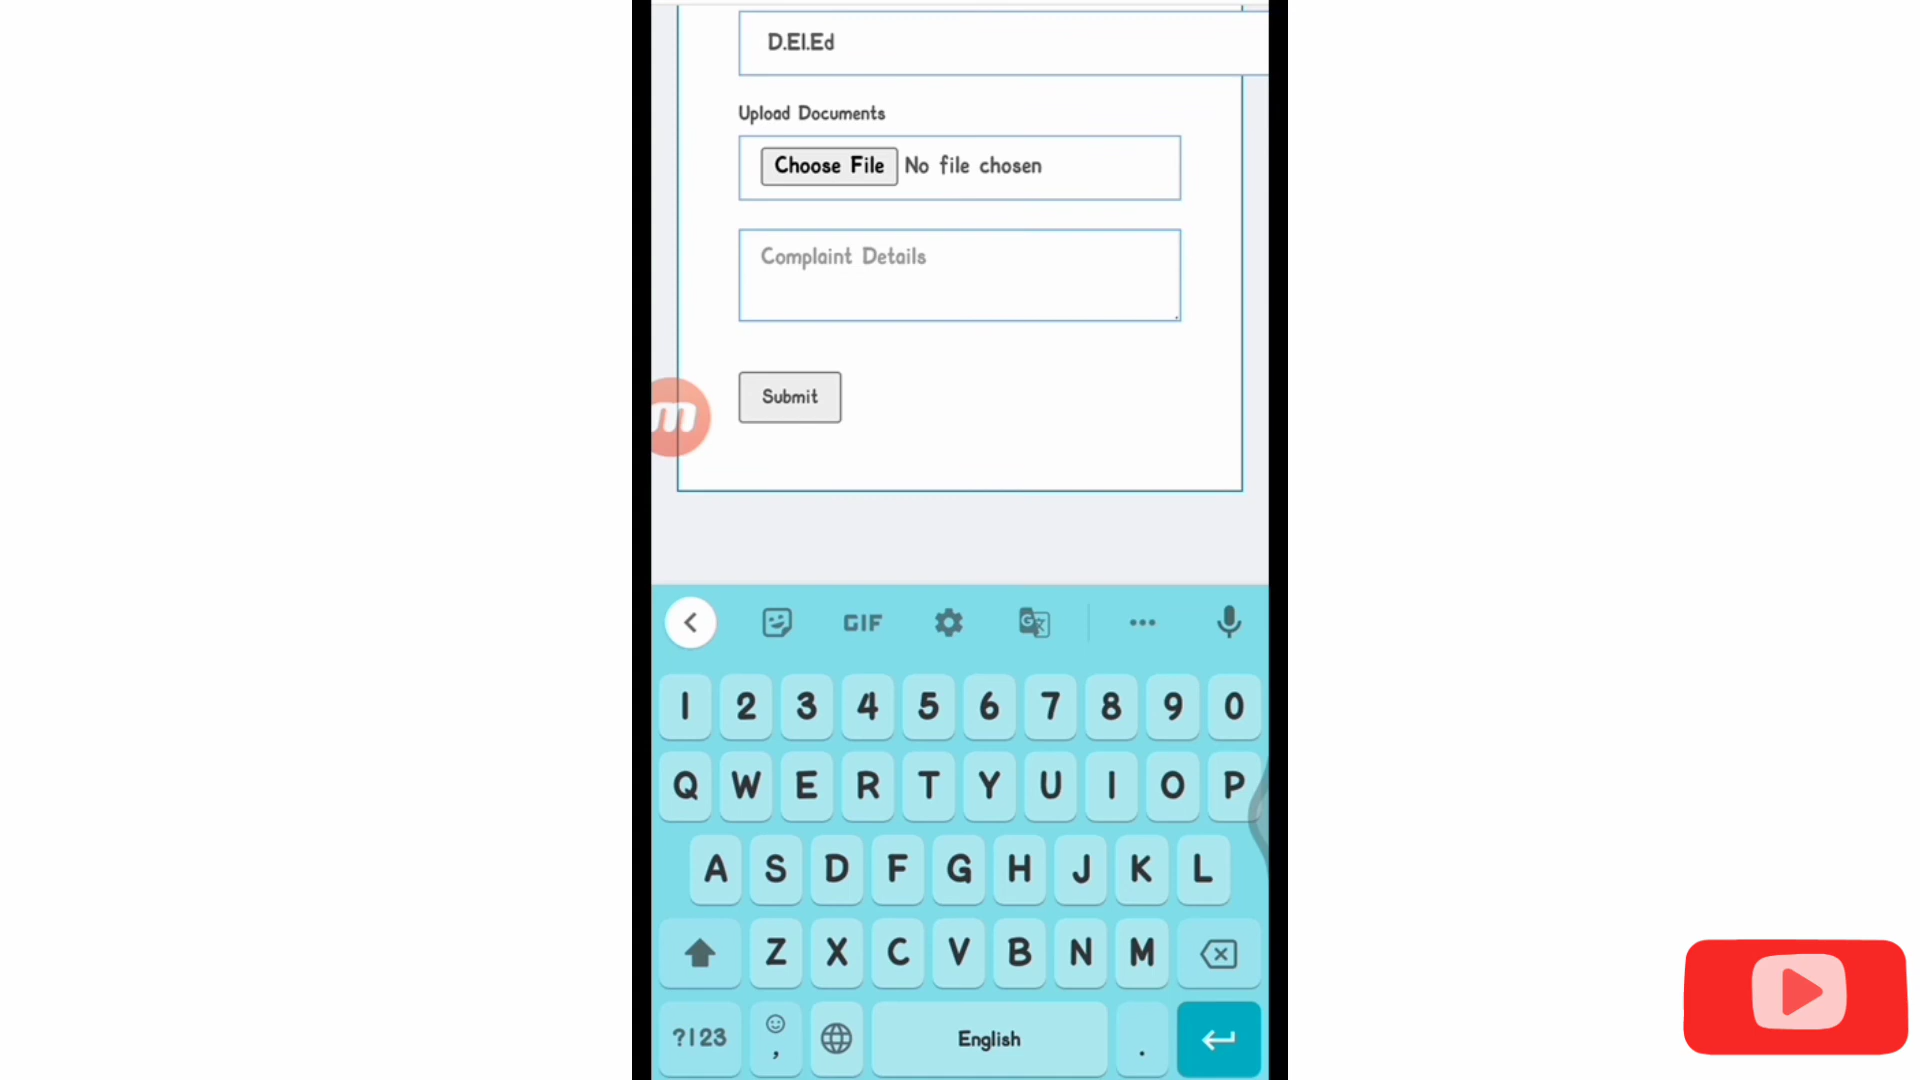 D.El.Ed
Upload Documents
Choose File No file chosen
Complaint Details
Submit
m
GIF G
1 2 3 4 5 6 7 8 9 0
Q W E R T Y U I O P
A S D F G H J K L
Z X C V B N M
?123 , English .